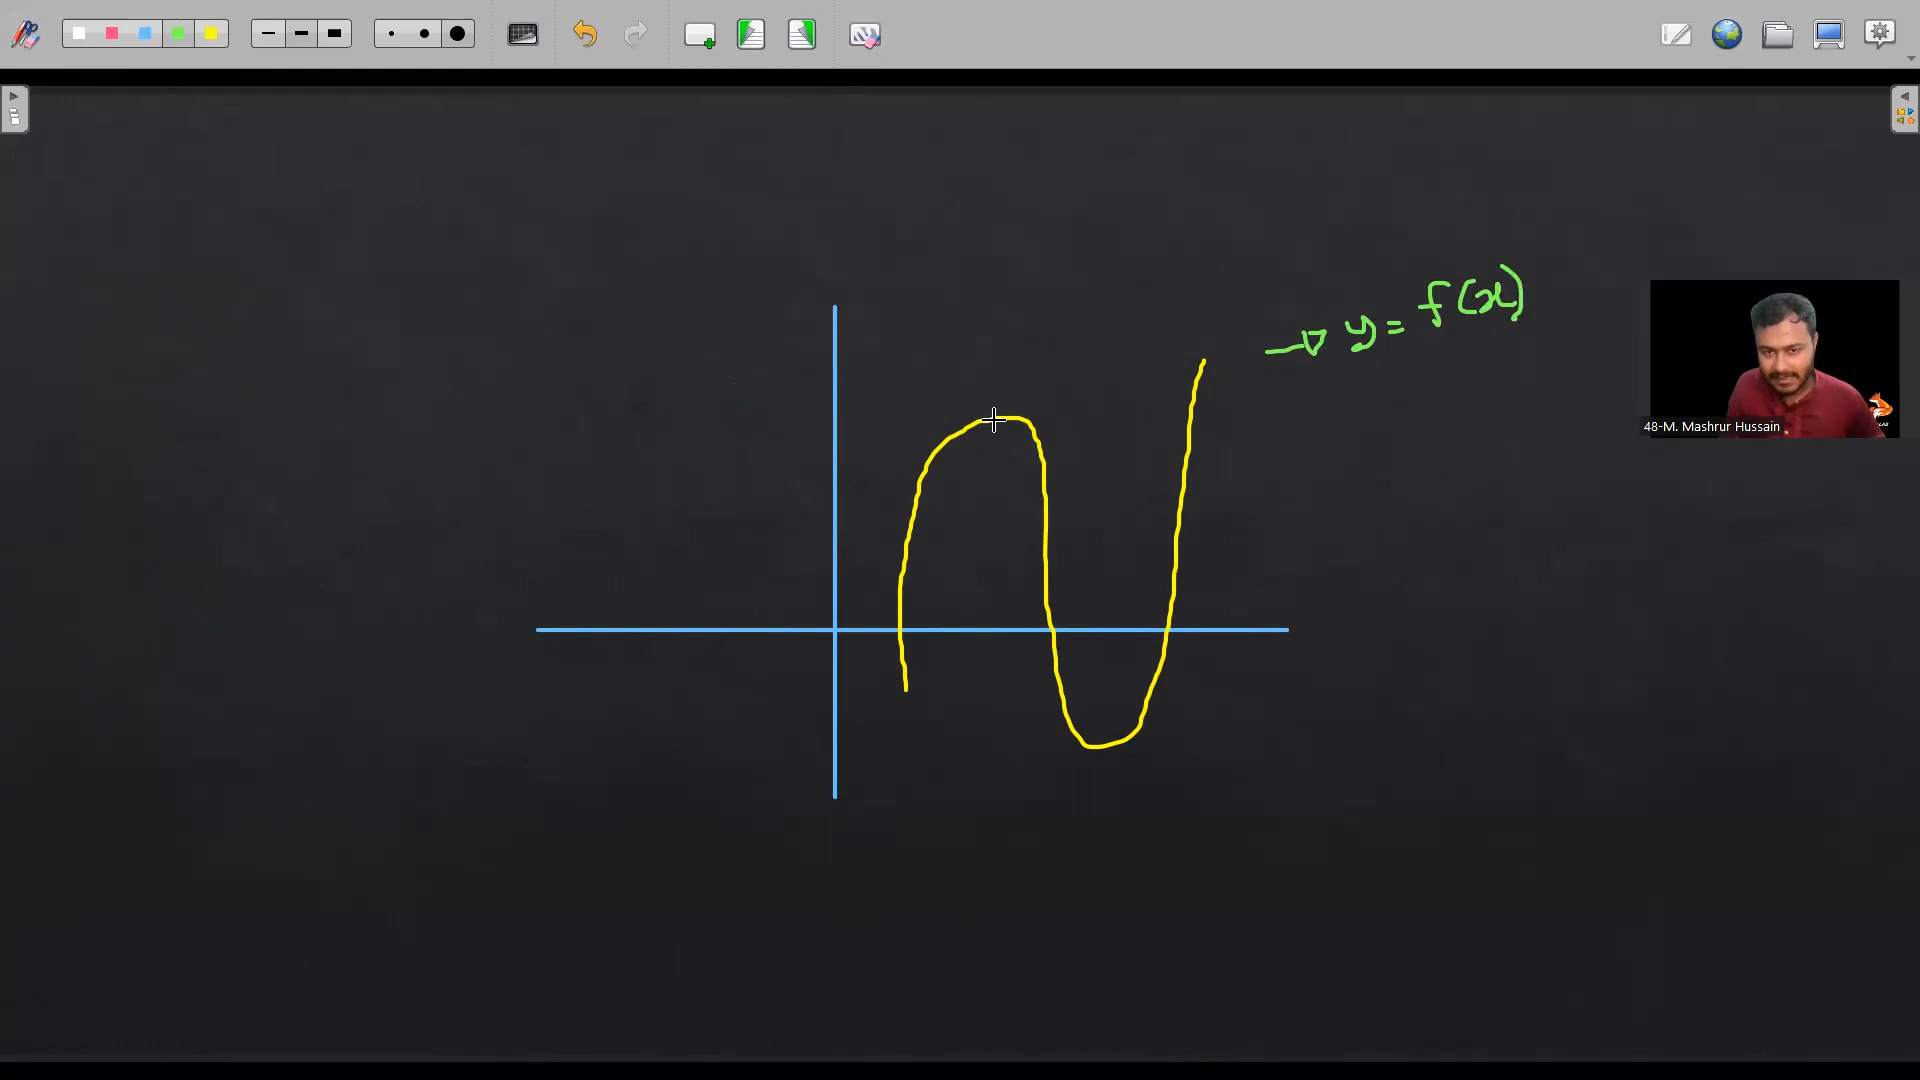 y = f(x)
48-M. Mashrur Hussain